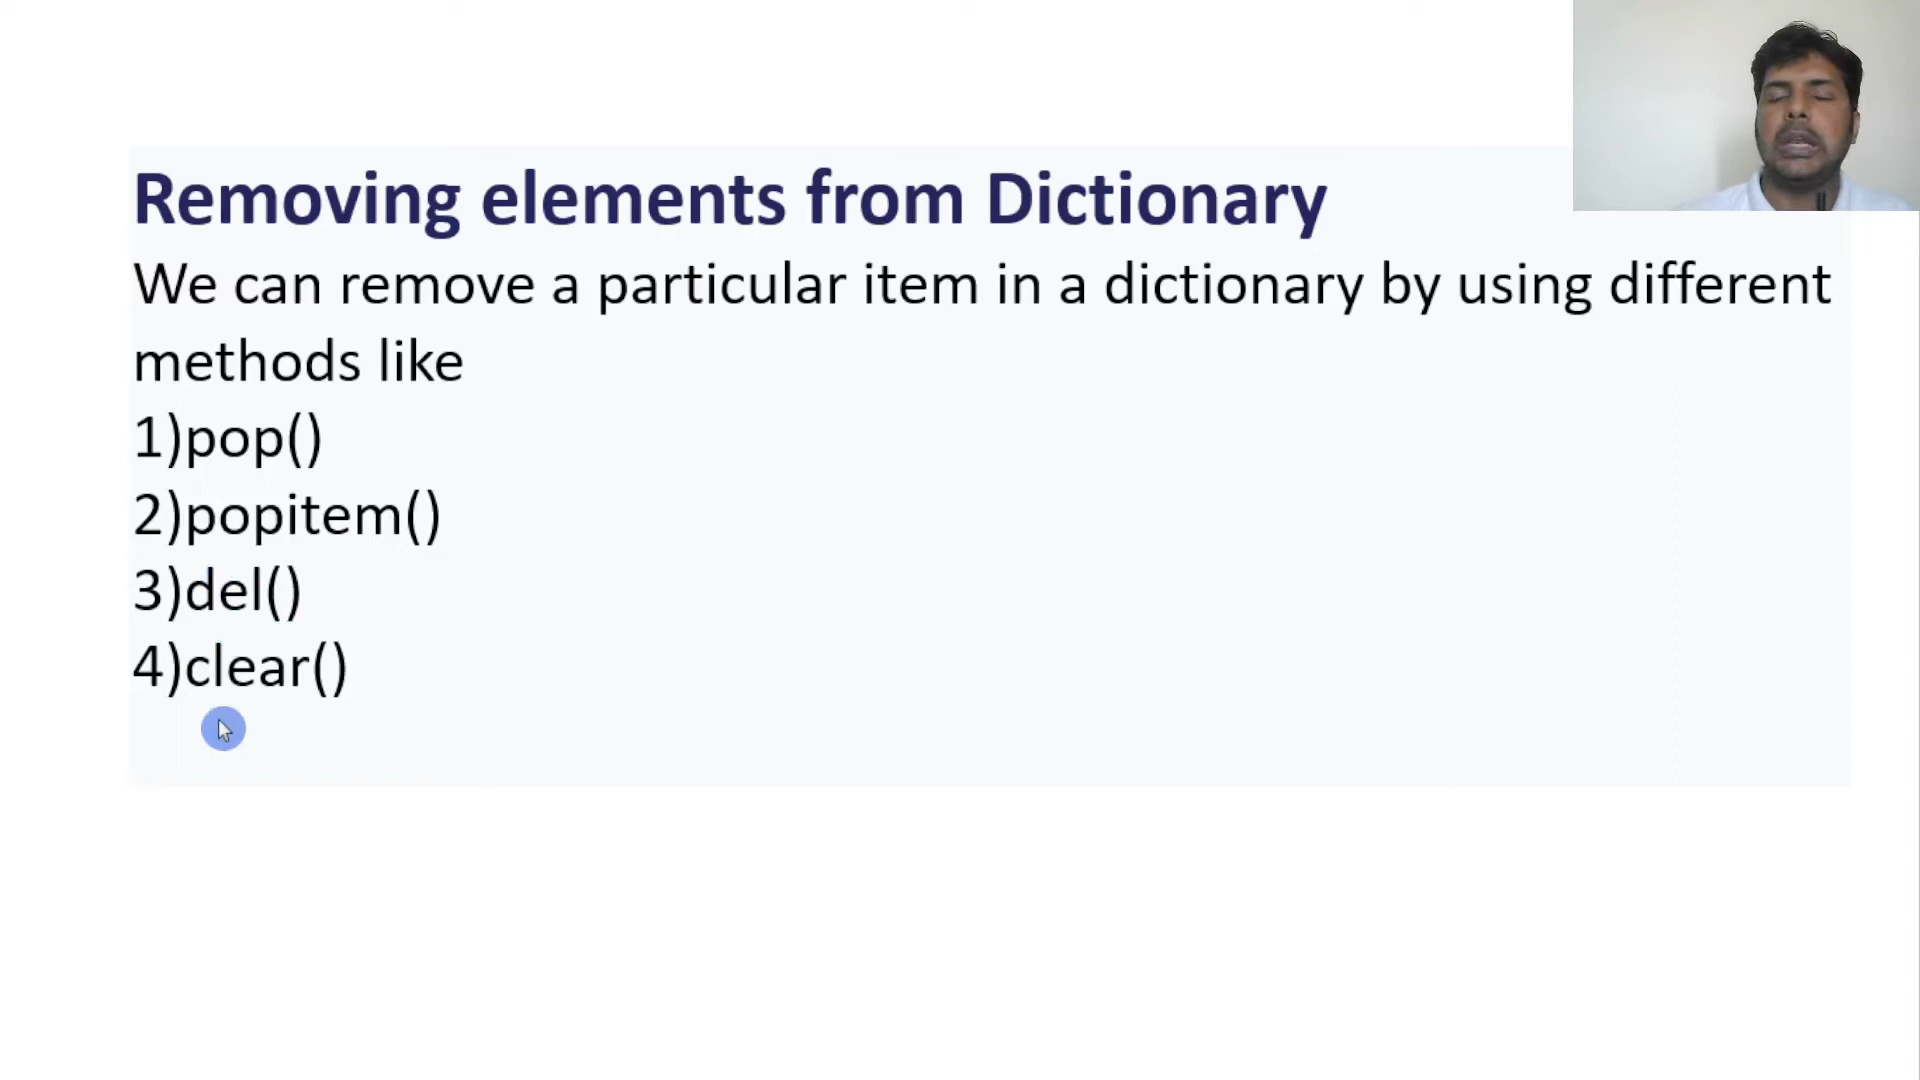 Removing elements from Dictionary
We can remove a particular item in a dictionary by using different
methods like
1)pop()
2)popitem()
3)del()
4)clear()